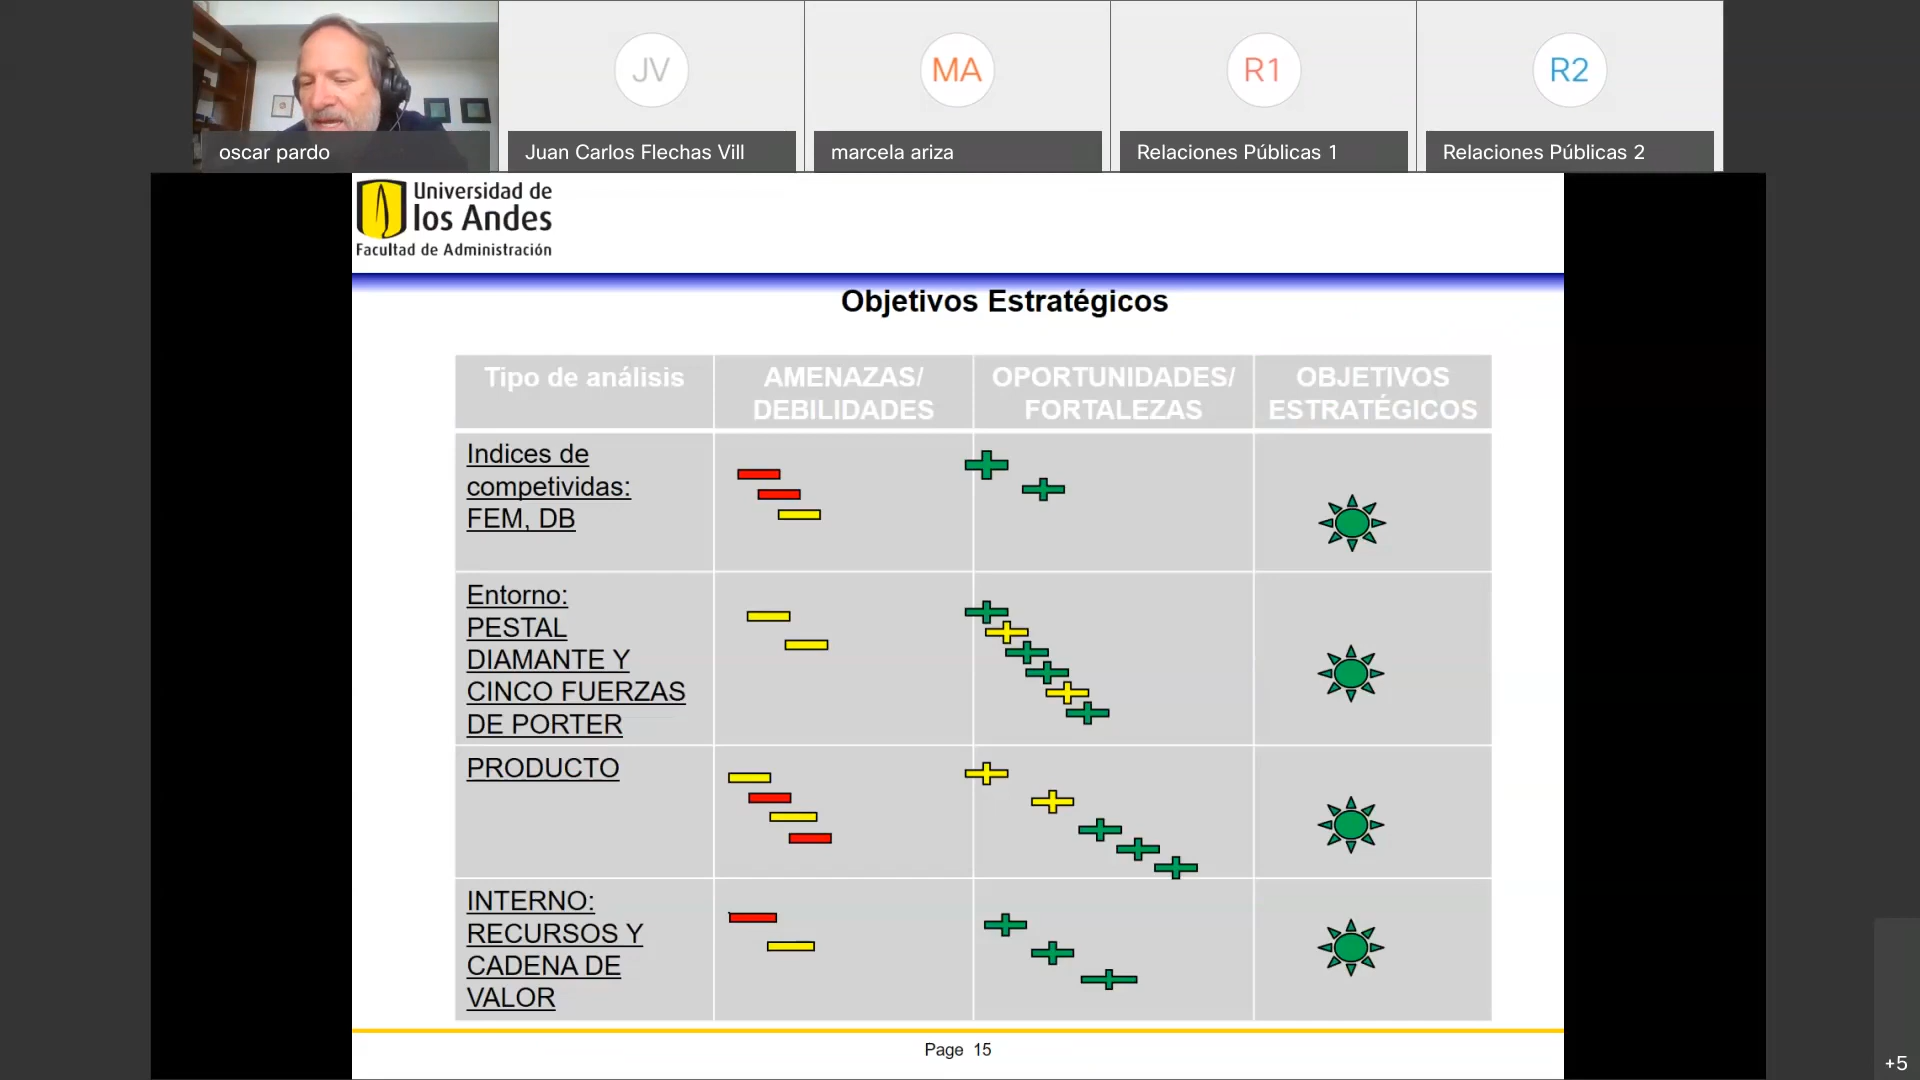 JV
MA
R1
R2
oscar pardo
Juan Carlos Flechas Vill
marcela ariza
Relaciones Públicas 1
Relaciones Públicas 2
Universidad de
los Andes
Facultad de Administración
Objetivos Estratégicos
Tipo de análisis
AMENAZAS/
DEBILIDADES
OPORTUNIDADES/
FORTALEZAS
OBJETIVOS
ESTRATÉGICOS
Indices de
competividas:
FEM, DB
Entorno:
PESTAL
DIAMANTE Y
CINCO FUERZAS
DE PORTER
PRODUCTO
INTERNO:
RECURSOS Y
CADENA DE
VALOR
Page 15
+5